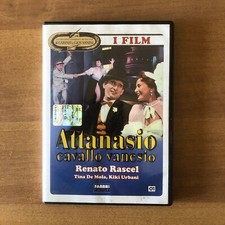 I FILM
Attanasio
cavallo vanesio
Renato Rascel
Tina De Mola, Kiki Urbani
FABBRI